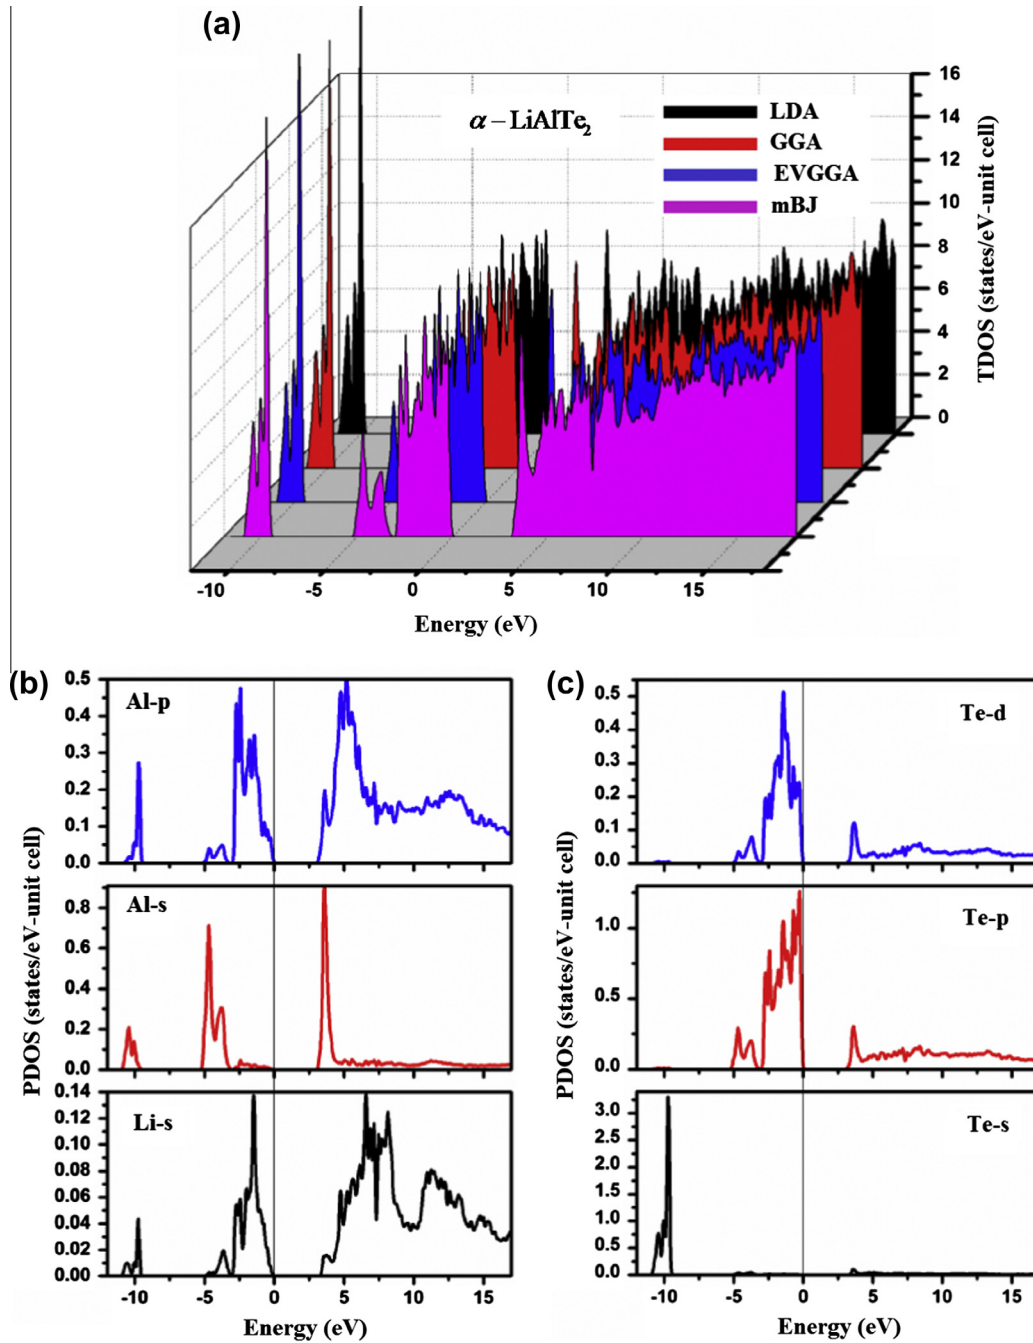 (a)
α – LiAlTe2
LDA
GGA
EVGGA
mBJ
16
14
12
10
8
6
4
2
0
TDOS (states/eV-unit cell)
-10 -5 0 5 10 15
Energy (eV)
(b)
Al-p
0.5
0.4
0.3
0.2
0.1
0.0
Al-s
0.8
0.6
0.4
0.2
0.0
Li-s
0.14
0.12
0.10
0.08
0.06
0.04
0.02
0.00
PDOS (states/eV-unit cell)
-10 -5 0 5 10 15
Energy (eV)
(c)
Te-d
0.5
0.4
0.3
0.2
0.1
0.0
Te-p
1.0
0.5
0.0
Te-s
3.0
2.5
2.0
1.5
1.0
0.5
0.0
PDOS (states/eV-unit cell)
-10 -5 0 5 10 15
Energy (eV)